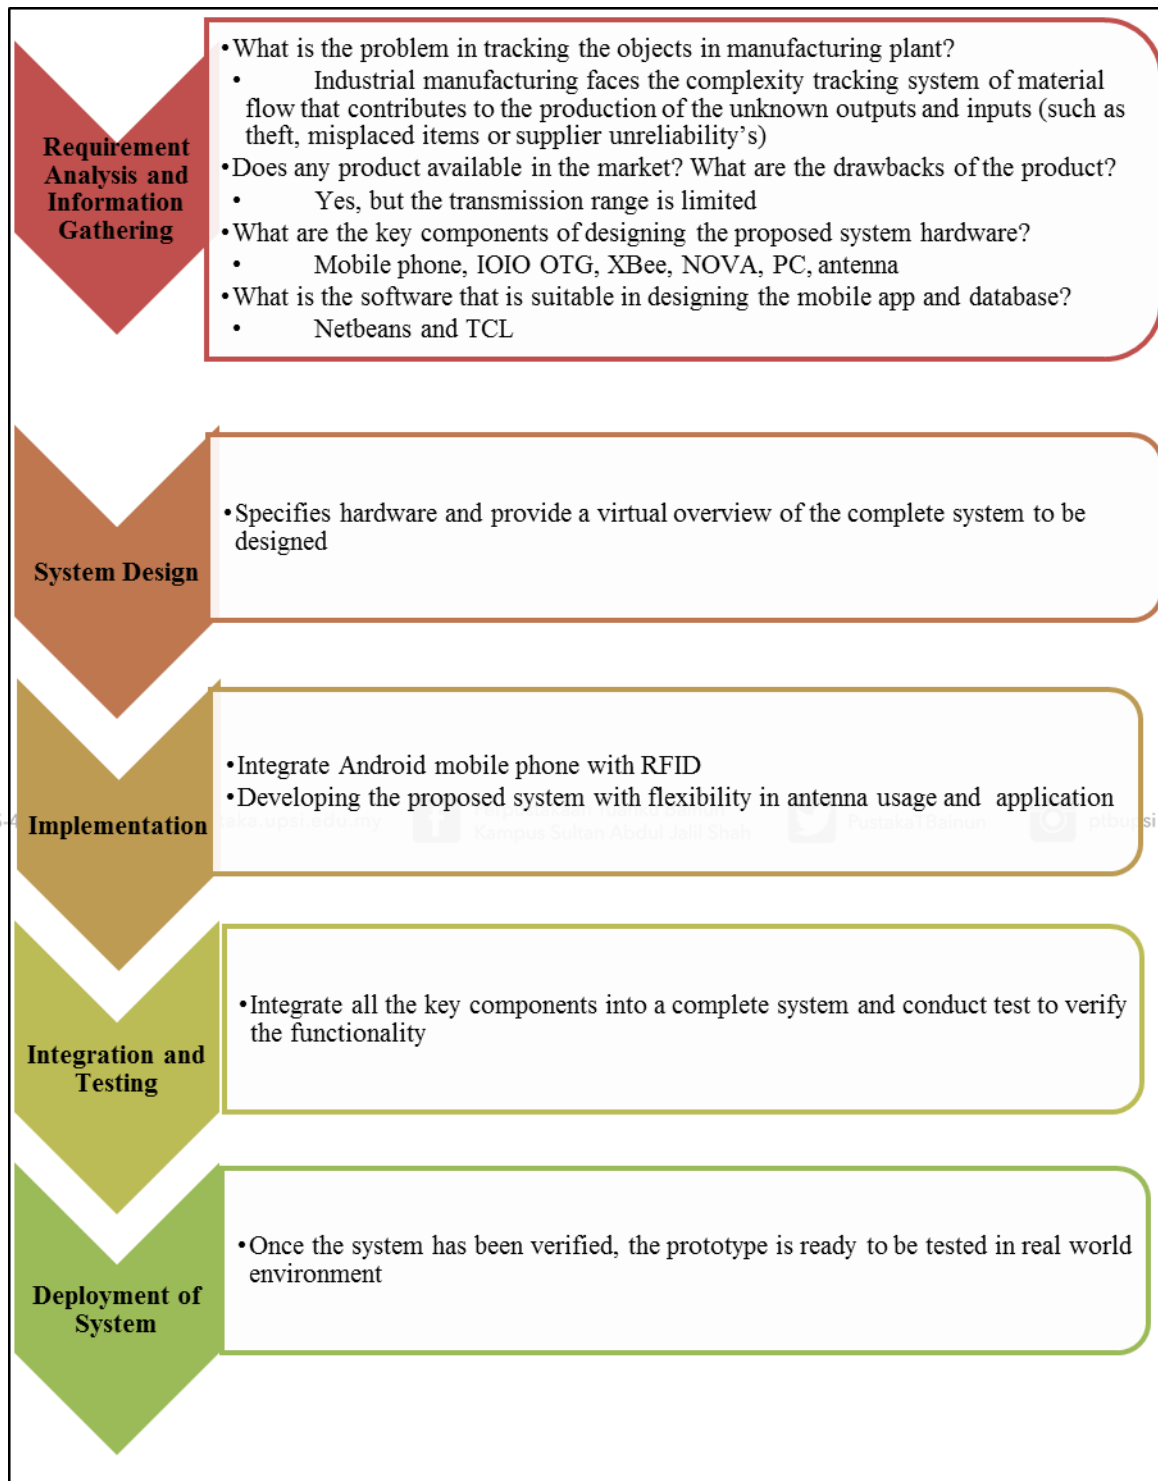 Requirement
Analysis and
Information
Gathering
•What is the problem in tracking the objects in manufacturing plant?
• Industrial manufacturing faces the complexity tracking system of material
flow that contributes to the production of the unknown outputs and inputs (such as
theft, misplaced items or supplier unreliability's)
•Does any product available in the market? What are the drawbacks of the product?
• Yes, but the transmission range is limited
•What are the key components of designing the proposed system hardware?
• Mobile phone, IOIO OTG, XBee, NOVA, PC, antenna
•What is the software that is suitable in designing the mobile app and database?
• Netbeans and TCL
System Design
•Specifies hardware and provide a virtual overview of the complete system to be
designed
Implementation
•Integrate Android mobile phone with RFID
•Developing the proposed system with flexibility in antenna usage and application
Kampus Sultan Abdul Jalil Shah
PustakaTBainun
ptbupsi
Integration and
Testing
•Integrate all the key components into a complete system and conduct test to verify
the functionality
Deployment of
System
•Once the system has been verified, the prototype is ready to be tested in real world
environment